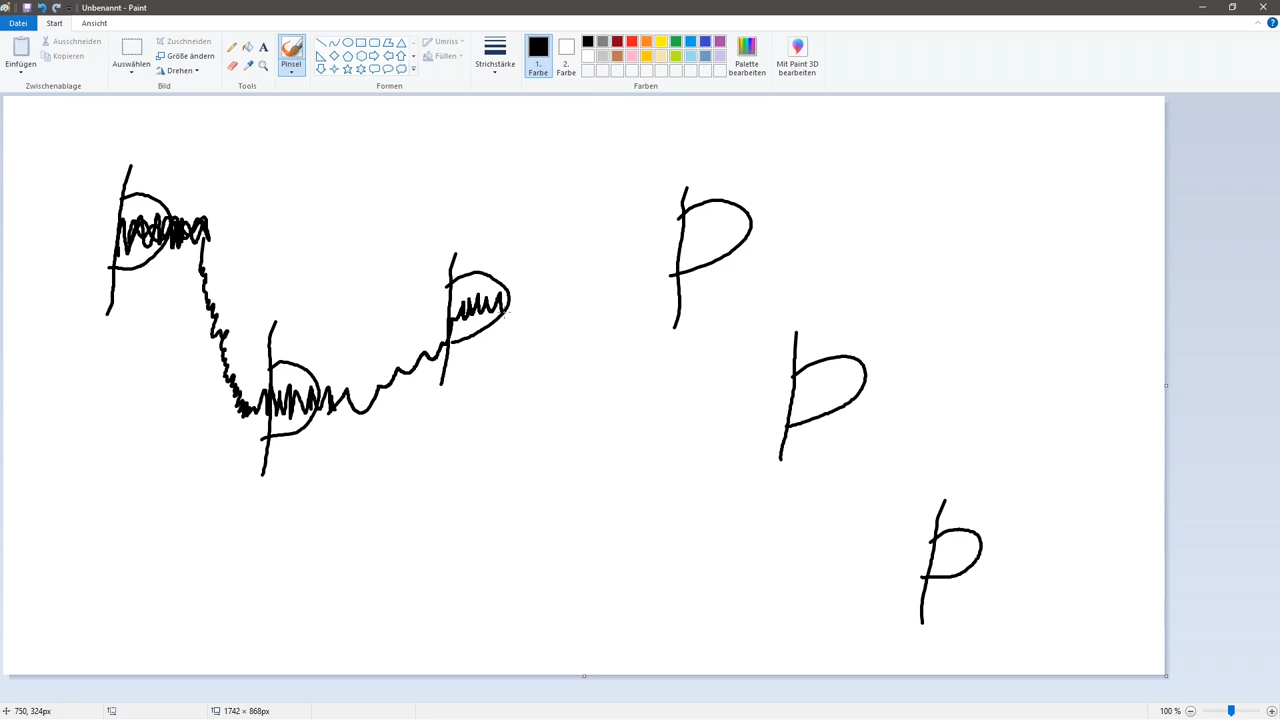 Unbenannt - Paint
Datei Start Ansicht
Einfügen
Ausschneiden
Kopieren
Zwischenablage
Auswählen
Zuschneiden
Größe ändern
Drehen
Bild
A
Tools
Pinsel
Umriss
Füllen
Formen
Strichstärke
1.
Farbe
2.
Farbe
Palette
bearbeiten
Farben
Mit Paint 3D
bearbeiten
750, 324px
1742 × 868px
100 %